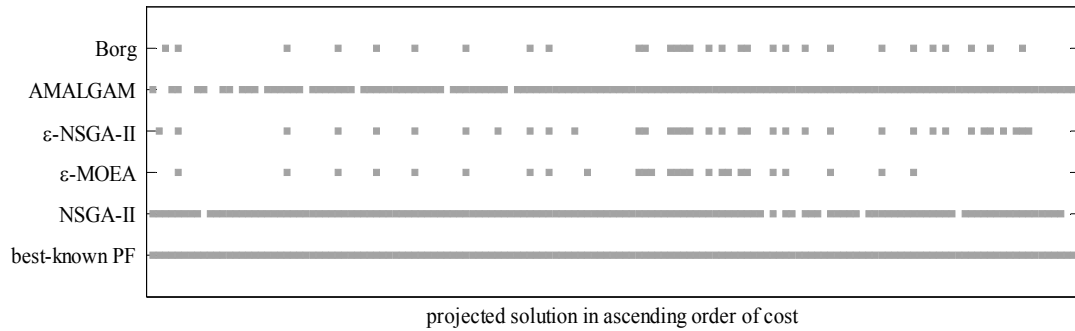 Borg
AMALGAM
ε-NSGA-II
ε-MOEA
NSGA-II
best-known PF
projected solution in ascending order of cost